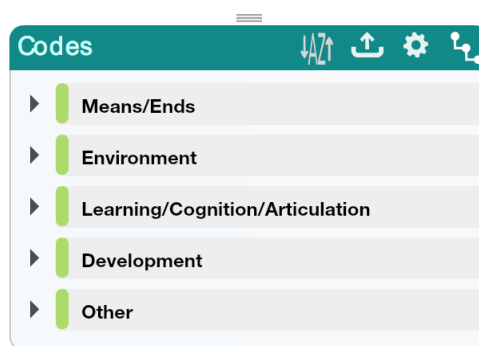 Codes
Means/Ends
Environment
Learning/Cognition/Articulation
Development
Other